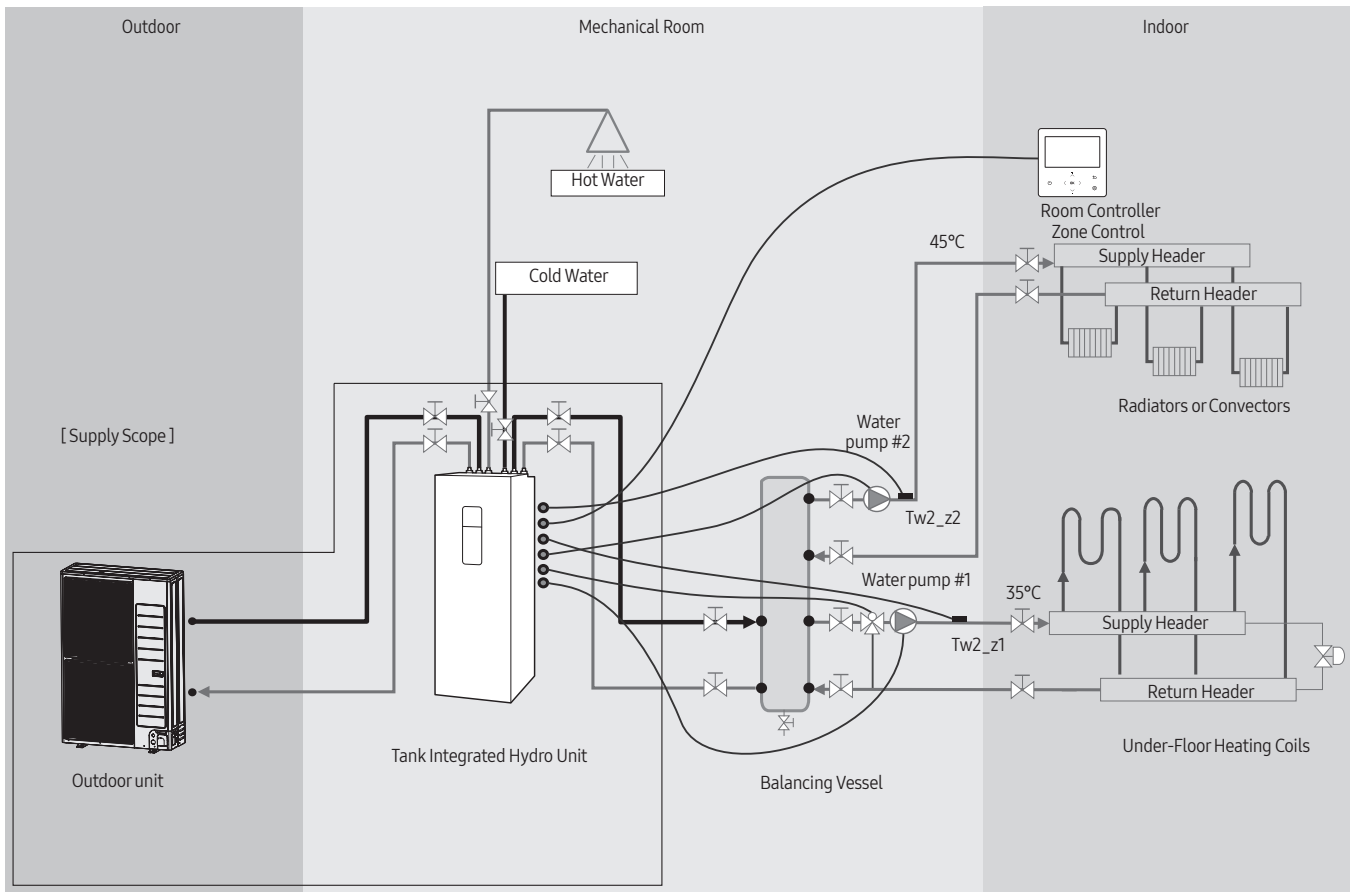 Outdoor
Mechanical Room
Indoor
Hot Water
Room Controller
Zone Control
45°C
Supply Header
Cold Water
Return Header
Radiators or Convectors
[ Supply Scope ]
Water
pump #2
Tw2_z2
Water pump #1
35°C
Supply Header
Tw2_z1
Return Header
Under-Floor Heating Coils
Tank Integrated Hydro Unit
Outdoor unit
Balancing Vessel